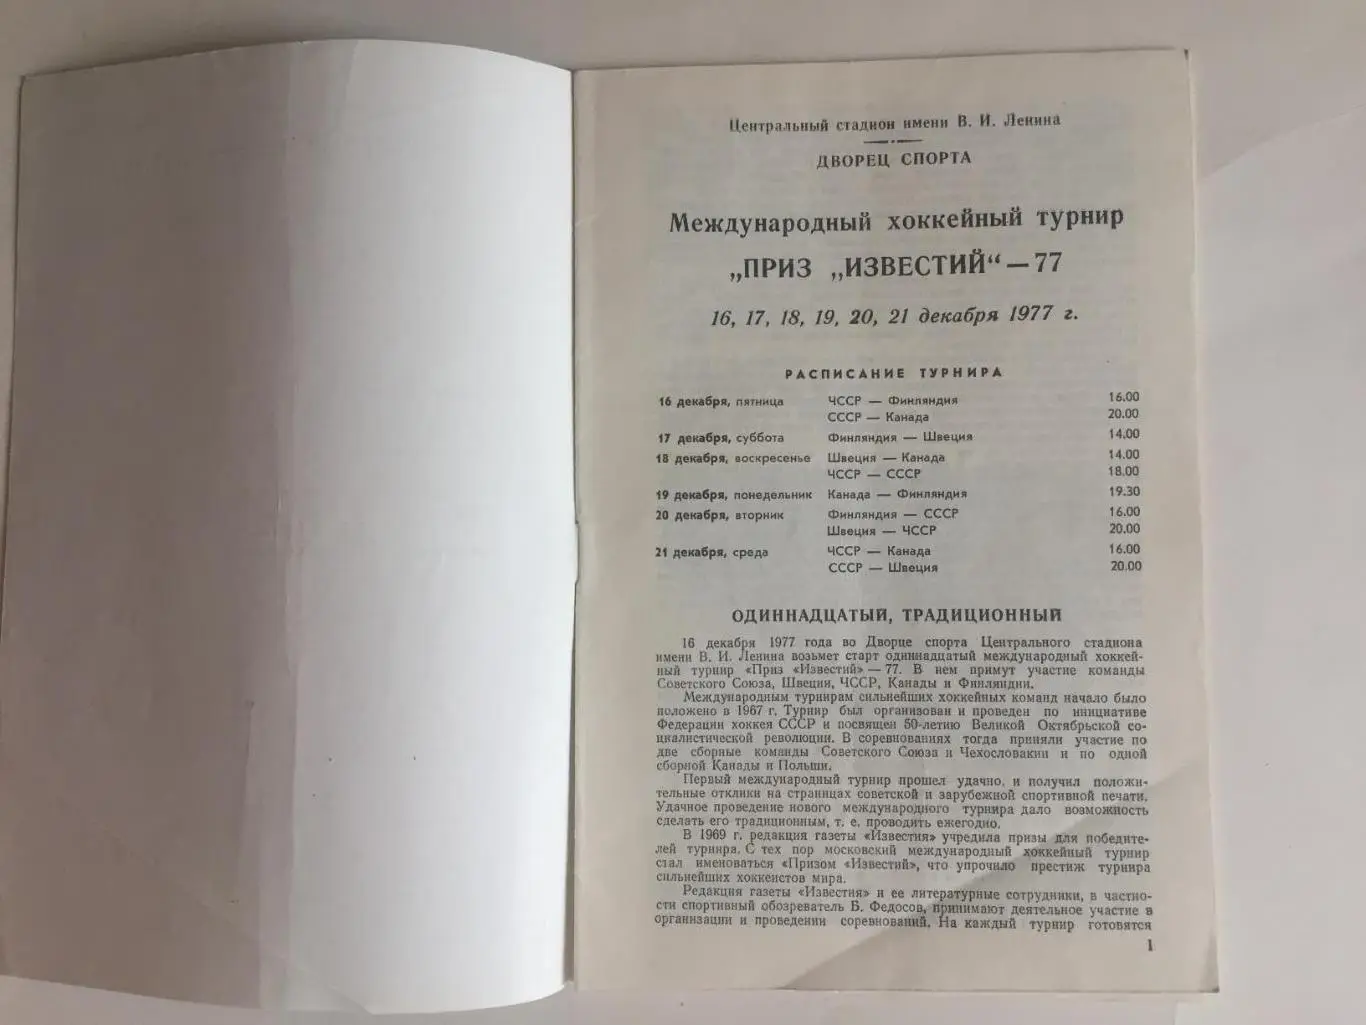 Центральный стадион имени В. И. Ленина
ДВОРЕЦ СПОРТА
Международный хоккейный турнир
„ПРИЗ „ИЗВЕСТИЙ“ — 77
16, 17, 18, 19, 20, 21 декабря 1977 г.
РАСПИСАНИЕ ТУРНИРА
16 декабря, пятница ЧССР — Финляндия 16.00
СССР — Канада 20.00
17 декабря, суббота Финляндия — Швеция 14.00
18 декабря, воскресенье Швеция — Канада 14.00
ЧССР — СССР 18.00
19 декабря, понедельник Канада — Финляндия 19.30
20 декабря, вторник Финляндия — СССР 16.00
Швеция — ЧССР 20.00
21 декабря, среда ЧССР — Канада 16.00
СССР — Швеция 20.00
ОДИННАДЦАТЫЙ, ТРАДИЦИОННЫЙ
16 декабря 1977 года во Дворце спорта Центрального стадиона
имени В. И. Ленина возьмет старт одиннадцатый международный хоккей-
ный турнир «Приз «Известий» — 77. В нем примут участие команды
Советского Союза, Швеции, ЧССР, Канады и Финляндии.
Международным турнирам сильнейших хоккейных команд начало было
положено в 1967 г. Турнир был организован и проведен по инициативе
Федерации хоккея СССР и посвящен 50-летию Великой Октябрьской со-
циалистической революции. В соревнованиях тогда приняли участие по
две сборные команды Советского Союза и Чехословакии и по одной
сборной Канады и Польши.
Первый международный турнир прошел удачно, и получил положи-
тельные отклики на страницах советской и зарубежной спортивной печати.
Удачное проведение нового международного турнира дало возможность
сделать его традиционным, т. е. проводить ежегодно.
В 1969 г. редакция газеты «Известия» учредила призы для победите-
лей турнира. С тех пор московский международный хоккейный турнир
стал именоваться «Призом «Известий», что упрочило престиж турнира
сильнейших хоккеистов мира.
Редакция газеты «Известия» и ее литературные сотрудники, в частно-
сти спортивный обозреватель Б. Федосов, принимают деятельное участие в
организации и проведении соревнований. На каждый турнир готовятся
1